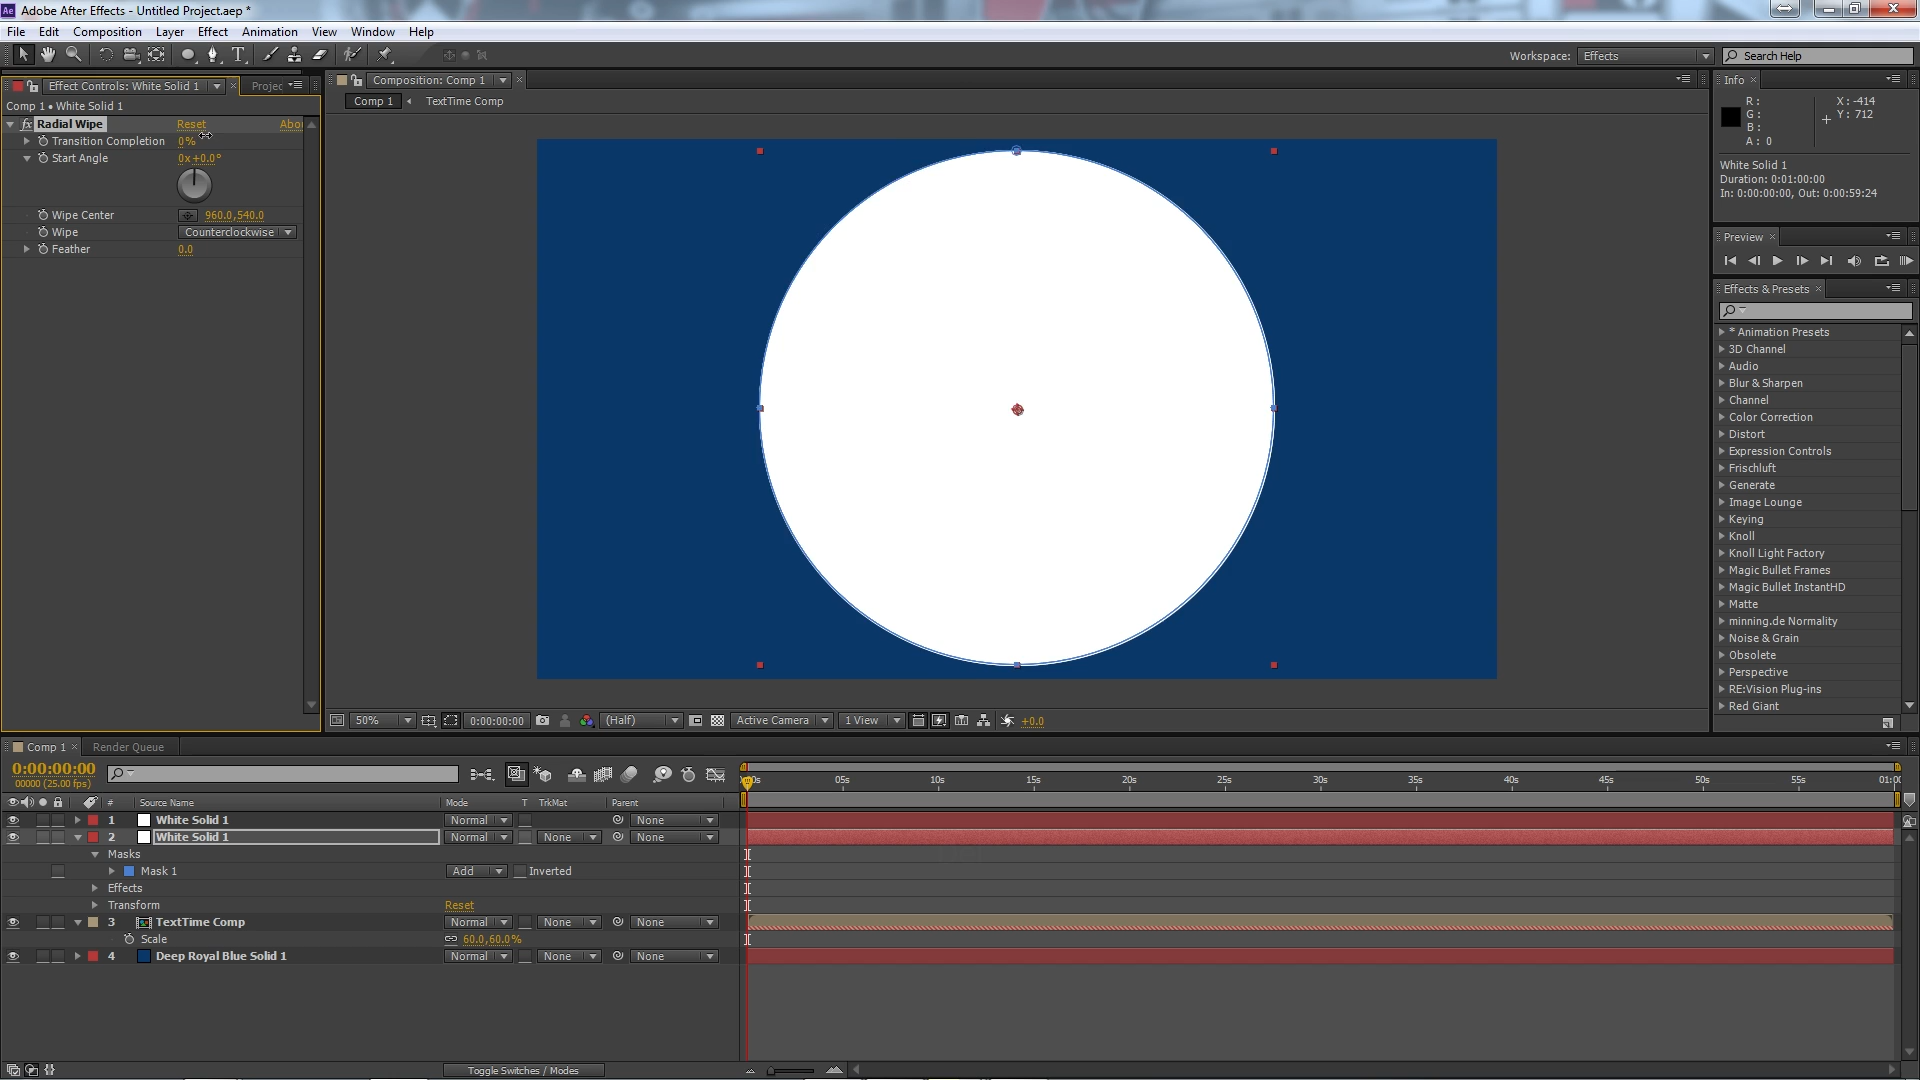 Ae Adobe After Effects - Untitled Project.aep *
File Edit Composition Layer Effect Animation View Window Help
Workspace: Effects Search Help
Effect Controls: White Solid 1 Projec
Comp 1 • White Solid 1
fx Radial Wipe Reset Abo
Transition Completion 0%
Start Angle 0x+0.0°
Wipe Center 960.0,540.0
Wipe Counterclockwise
Feather 0.0
Composition: Comp 1
Comp 1 TextTime Comp
50% 0:00:00:00 (Half) Active Camera 1 View +0.0
Info
R: X: -414
G: Y: 712
B:
A: 0
White Solid 1
Duration: 0:01:00:00
In: 0:00:00:00, Out: 0:00:59:24
Preview
Effects & Presets
* Animation Presets
3D Channel
Audio
Blur & Sharpen
Channel
Color Correction
Distort
Expression Controls
Frischluft
Generate
Image Lounge
Keying
Knoll
Knoll Light Factory
Magic Bullet Frames
Magic Bullet InstantHD
Matte
minning.de Normality
Noise & Grain
Obsolete
Perspective
RE:Vision Plug-ins
Red Giant
Comp 1 Render Queue
0:00:00:00
00000 (25.00 fps)
# Source Name Mode T TrkMat Parent
05s 10s 15s 20s 25s 30s 35s 40s 45s 50s 55s 01:00
1 White Solid 1 Normal None
2 White Solid 1 Normal None None
Masks
Mask 1 Add Inverted
Effects
Transform Reset
3 TextTime Comp Normal None None
Scale 60.0,60.0%
4 Deep Royal Blue Solid 1 Normal None None
Toggle Switches / Modes